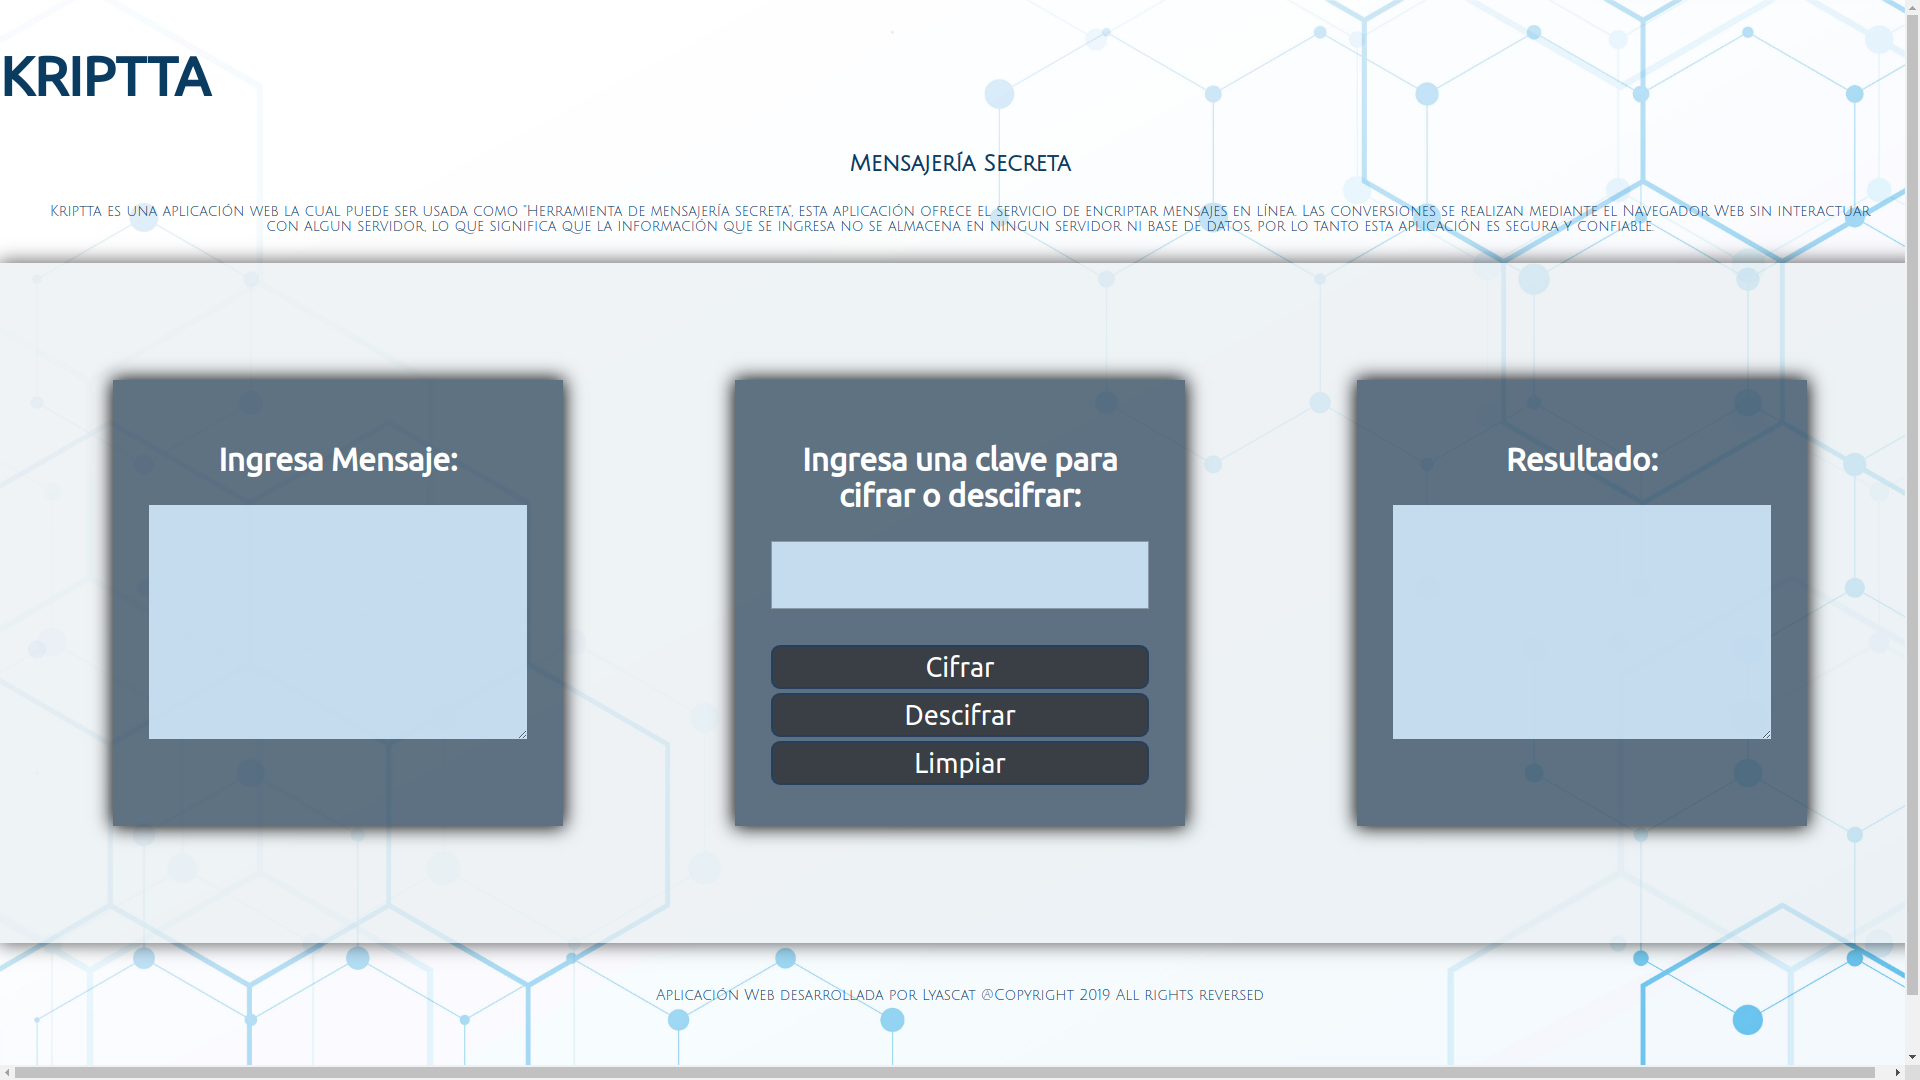 KRIPTTA
Mensajería Secreta
Kriptta es una aplicación web la cual puede ser usada como "Herramienta de mensajería secreta", esta aplicación ofrece el servicio de encriptar mensajes en línea. Las conversiones se realizan mediante el Navegador Web sin interactuar
con algun servidor, lo que significa que la información que se ingresa no se almacena en ningun servidor ni base de datos, por lo tanto esta aplicación es segura y confiable.
Ingresa Mensaje:
Ingresa una clave para
cifrar o descifrar:
Cifrar
Descifrar
Limpiar
Resultado:
Aplicación Web desarrollada por Lyascat @Copyright 2019 All rights reversed